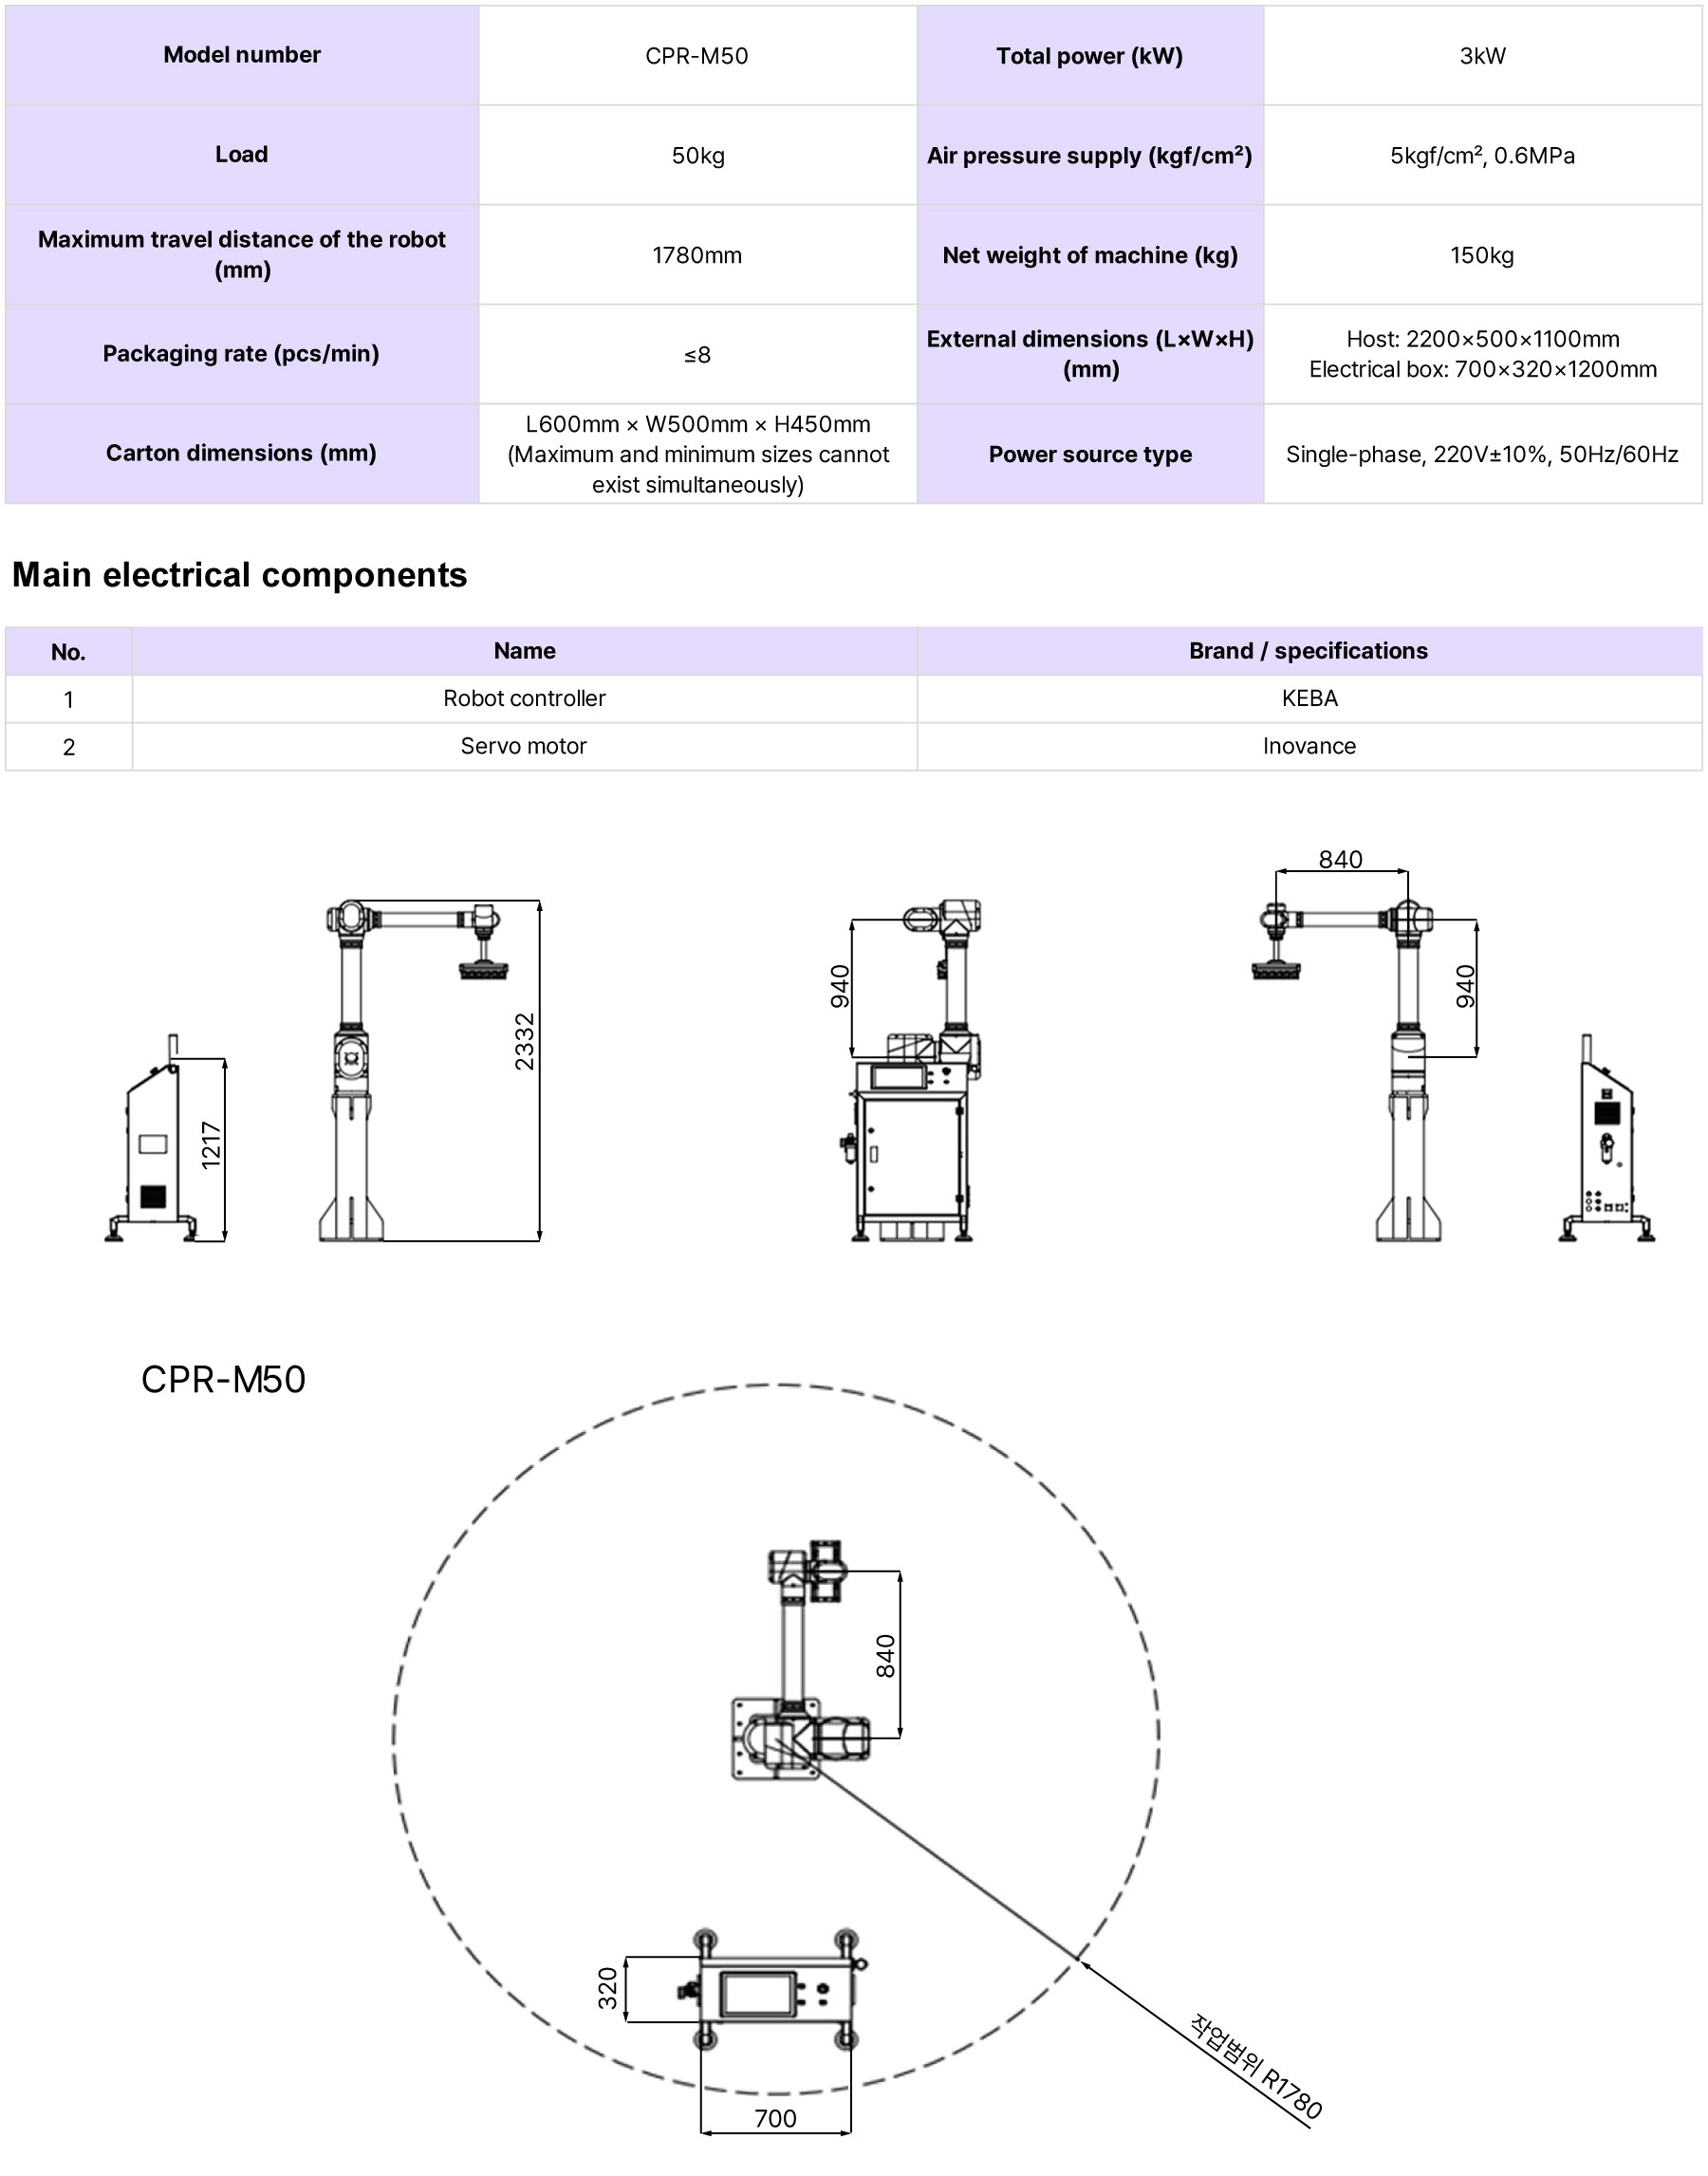 Model number
CPR-M50
Total power (kW)
3kW
Load
50kg
Air pressure supply (kgf/cm²)
5kgf/cm², 0.6MPa
Maximum travel distance of the robot
(mm)
1780mm
Net weight of machine (kg)
150kg
Packaging rate (pcs/min)
≤8
External dimensions (L×W×H)
(mm)
Host: 2200×500×1100mm
Electrical box: 700×320×1200mm
Carton dimensions (mm)
L600mm × W500mm × H450mm
(Maximum and minimum sizes cannot
exist simultaneously)
Power source type
Single-phase, 220V±10%, 50Hz/60Hz
Main electrical components
No.
Name
Brand / specifications
1
Robot controller
KEBA
2
Servo motor
Inovance
1217
2332
940
840
940
CPR-M50
840
320
700
작업범위 R1780